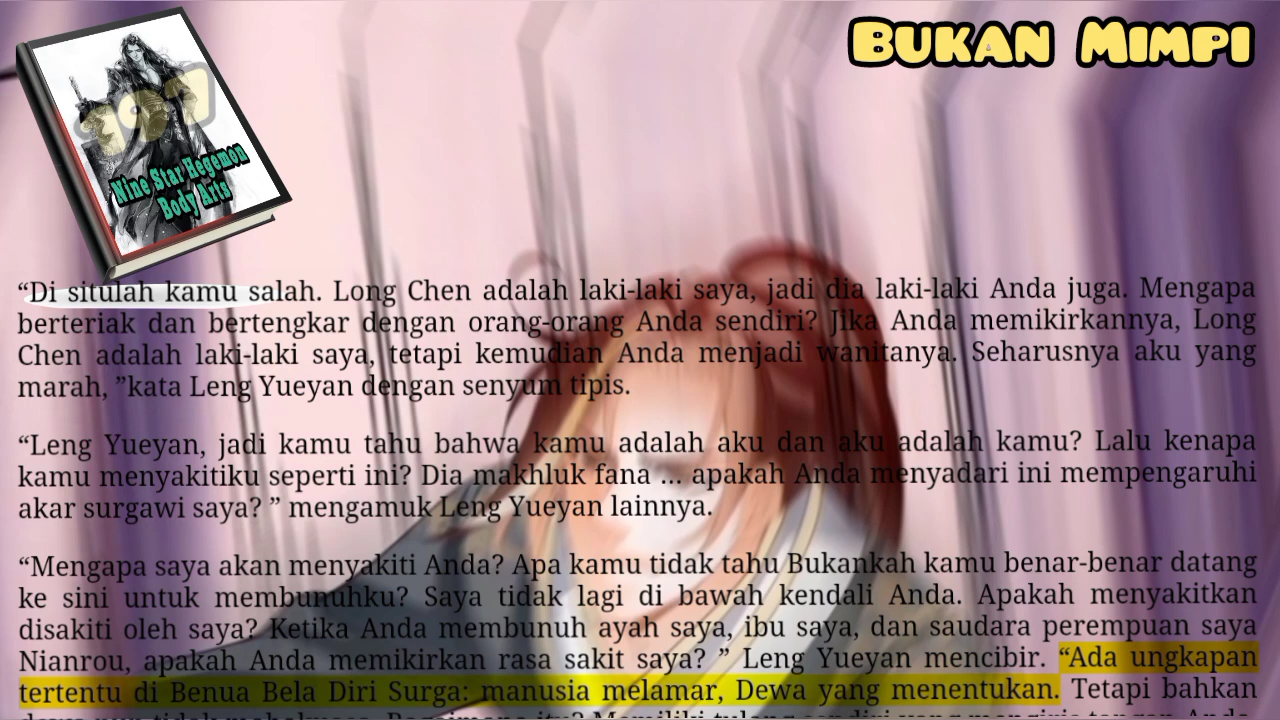 Bukan Mimpi
197
Nine Star Hegemon
Body Arts
“Di situlah kamu salah. Long Chen adalah laki-laki saya, jadi dia laki-laki Anda juga. Mengapa
berteriak dan bertengkar dengan orang-orang Anda sendiri? Jika Anda memikirkannya, Long
Chen adalah laki-laki saya, tetapi kemudian Anda menjadi wanitanya. Seharusnya aku yang
marah, ”kata Leng Yueyan dengan senyum tipis.
“Leng Yueyan, jadi kamu tahu bahwa kamu adalah aku dan aku adalah kamu? Lalu kenapa
kamu menyakitiku seperti ini? Dia makhluk fana ... apakah Anda menyadari ini mempengaruhi
akar surgawi saya? ” mengamuk Leng Yueyan lainnya.
“Mengapa saya akan menyakiti Anda? Apa kamu tidak tahu Bukankah kamu benar-benar datang
ke sini untuk membunuhku? Saya tidak lagi di bawah kendali Anda. Apakah menyakitkan
disakiti oleh saya? Ketika Anda membunuh ayah saya, ibu saya, dan saudara perempuan saya
Nianrou, apakah Anda memikirkan rasa sakit saya? ” Leng Yueyan mencibir. “Ada ungkapan
tertentu di Benua Bela Diri Surga: manusia melamar, Dewa yang menentukan. Tetapi bahkan